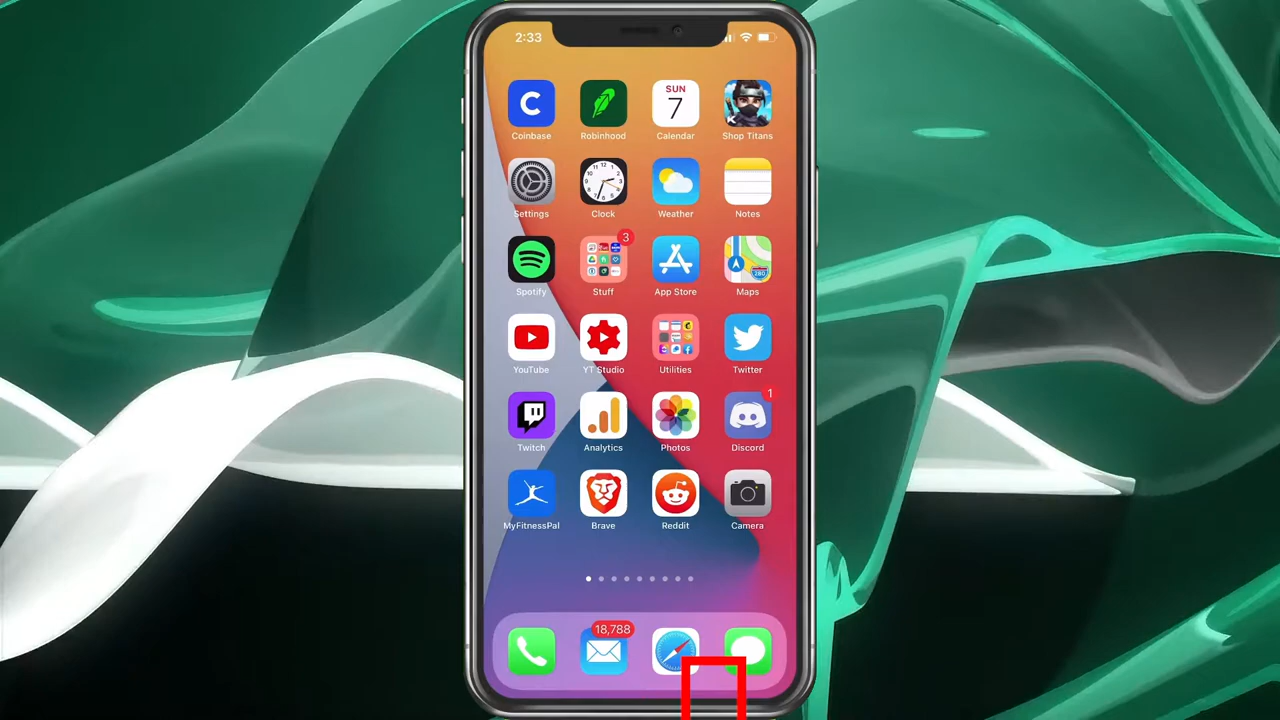 2:33
SUN
7
Coinbase Robinhood Calendar Shop Titans
Settings Clock Weather Notes
3
Spotify Stuff App Store Maps
YouTube YT Studio Utilities Twitter
1
Twitch Analytics Photos Discord
MyFitnessPal Brave Reddit Camera
18,788